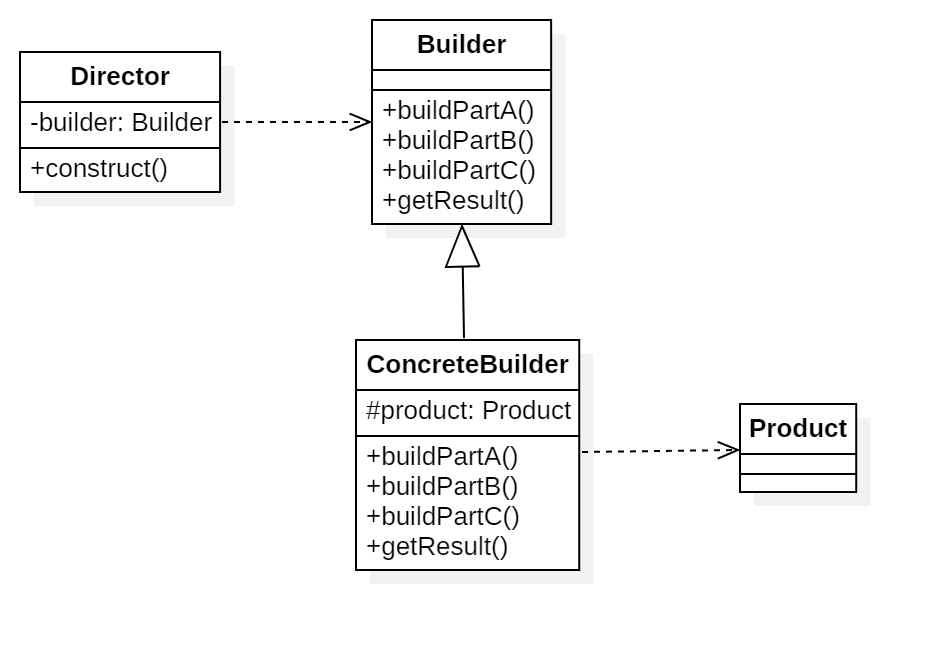 Director
-builder: Builder
+construct()
Builder
+buildPartA()
+buildPartB()
+buildPartC()
+getResult()
ConcreteBuilder
#product: Product
+buildPartA()
+buildPartB()
+buildPartC()
+getResult()
Product